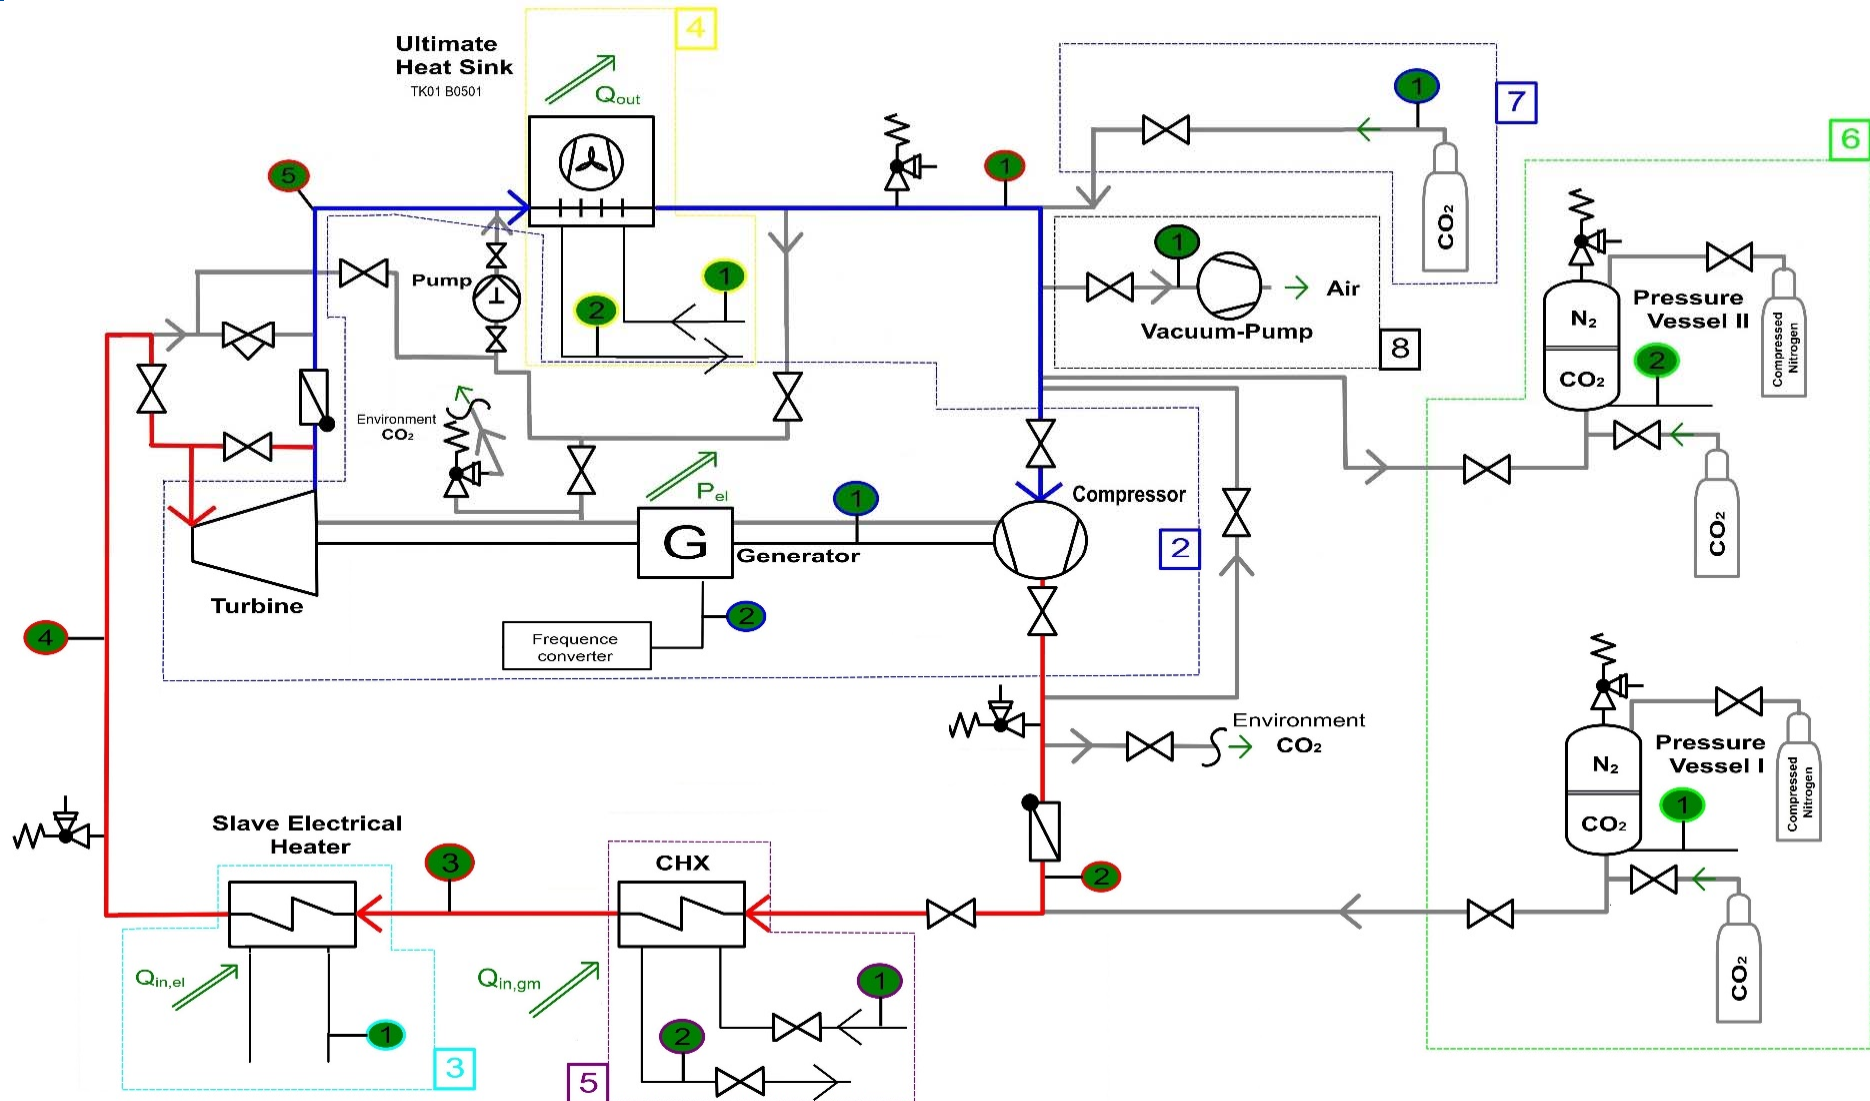 Ultimate
Heat Sink
TK01 B0501
4
Qout
1
7
6
5
1
CO₂
1
Pump
1
2
Air
Vacuum-Pump
8
N₂
CO₂
Pressure
Vessel II
2
Compressed
Nitrogen
Environment
CO₂
Pel
1
Compressor
CO₂
G
Generator
2
Turbine
2
Frequence
converter
4
Environment
CO₂
N₂
CO₂
Pressure
Vessel I
1
Compressed
Nitrogen
Slave Electrical
Heater
3
CHX
2
CO₂
Qin,el
Qin,gm
1
1
2
3
5